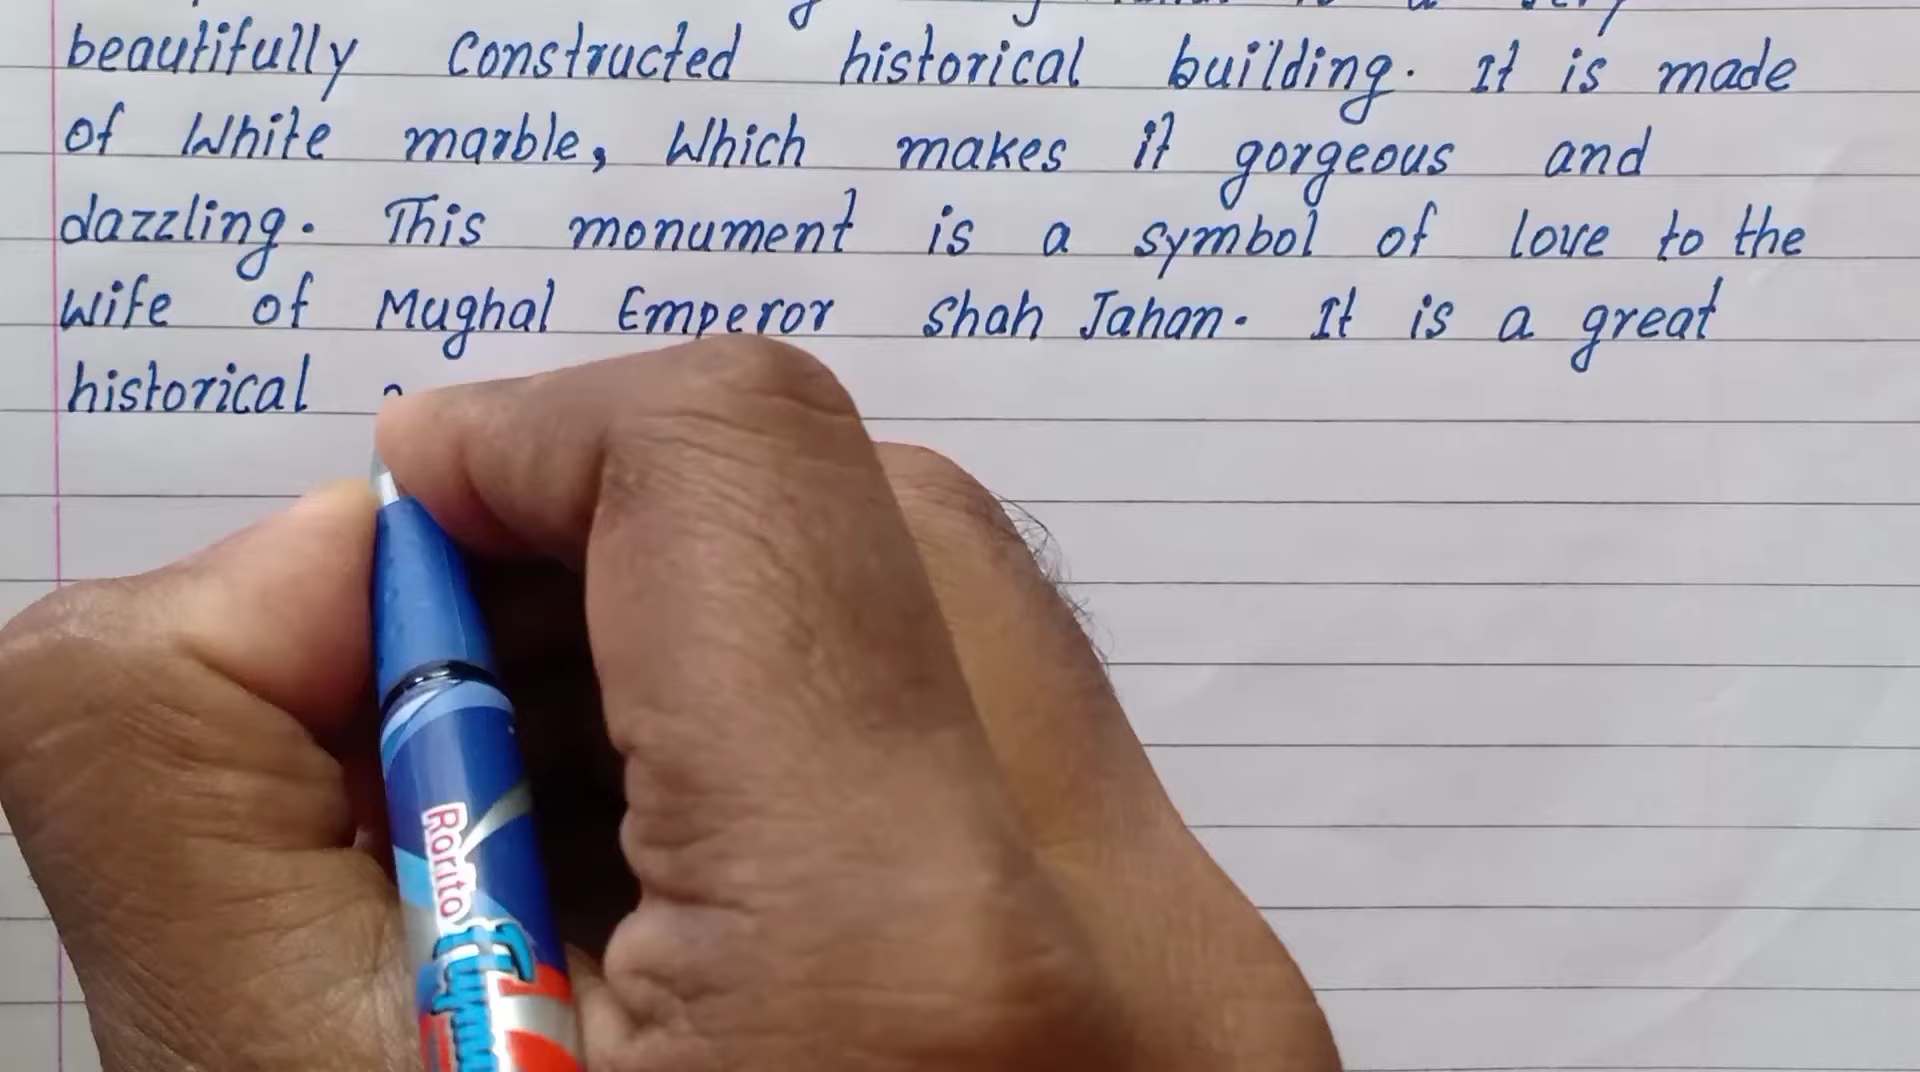 beautifully constructed historical building. It is made
of White marble, Which makes it gorgeous and
dazzling. This monument is a symbol of love to the
wife of Mughal Emperor Shah Jahan. It is a great
historical
Rorito